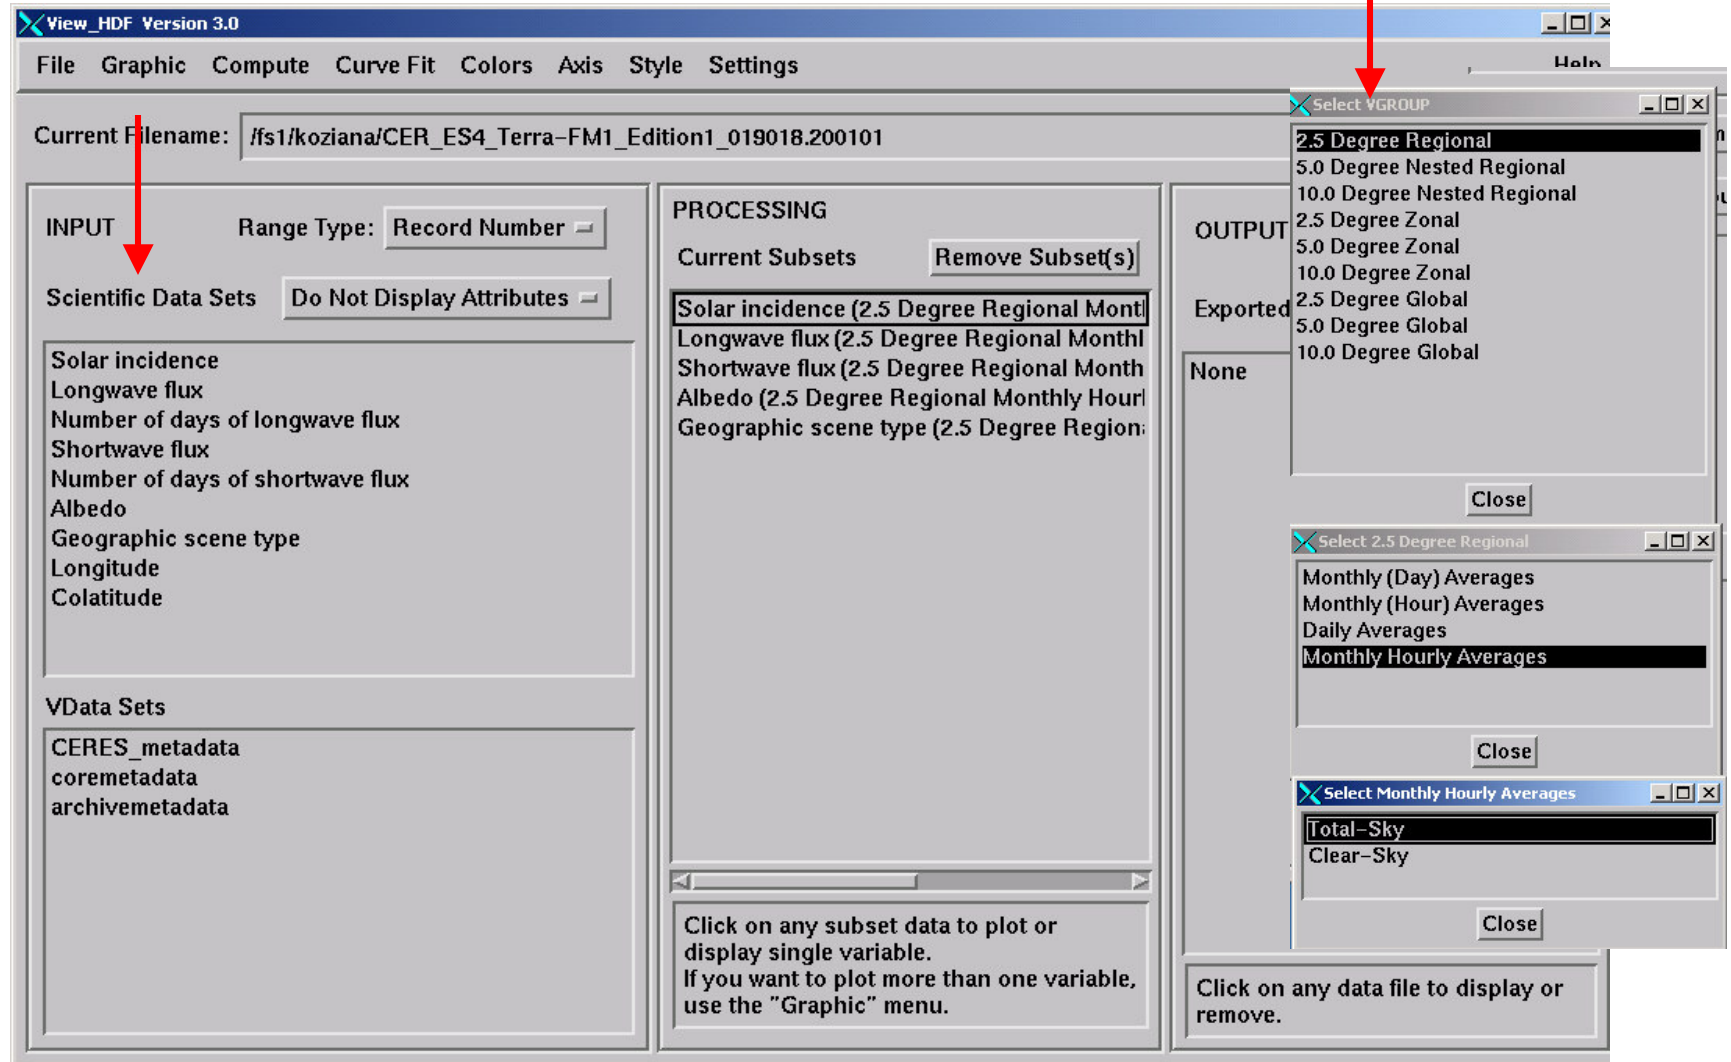 View_HDF Version 3.0
File Graphic Compute Curve Fit Colors Axis Style Settings Help
Current Filename: /fs1/koziana/CER_ES4_Terra-FM1_Edition1_019018.200101
INPUT Range Type: Record Number
Scientific Data Sets Do Not Display Attributes
Solar incidence
Longwave flux
Number of days of longwave flux
Shortwave flux
Number of days of shortwave flux
Albedo
Geographic scene type
Longitude
Colatitude
VData Sets
CERES_metadata
coremetadata
archivemetadata
PROCESSING
Current Subsets Remove Subset(s)
Solar incidence (2.5 Degree Regional Mont
Longwave flux (2.5 Degree Regional Monthl
Shortwave flux (2.5 Degree Regional Month
Albedo (2.5 Degree Regional Monthly Hourl
Geographic scene type (2.5 Degree Region
Click on any subset data to plot or
display single variable.
If you want to plot more than one variable,
use the "Graphic" menu.
OUTPUT
Exported
None
Click on any data file to display or
remove.
Select VGROUP
2.5 Degree Regional
5.0 Degree Nested Regional
10.0 Degree Nested Regional
2.5 Degree Zonal
5.0 Degree Zonal
10.0 Degree Zonal
2.5 Degree Global
5.0 Degree Global
10.0 Degree Global
Close
Select 2.5 Degree Regional
Monthly (Day) Averages
Monthly (Hour) Averages
Daily Averages
Monthly Hourly Averages
Close
Select Monthly Hourly Averages
Total-Sky
Clear-Sky
Close